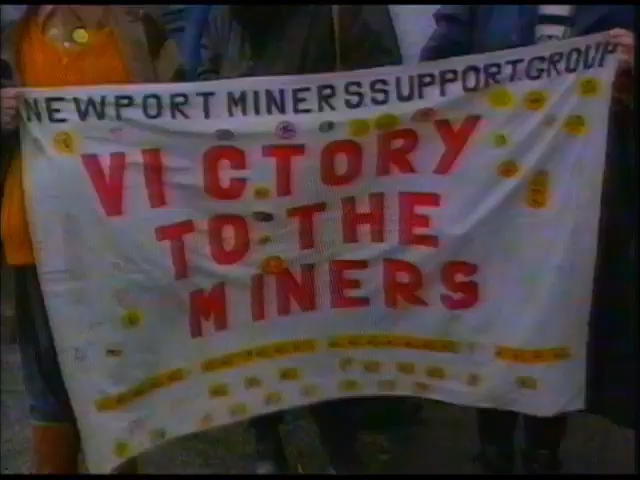 NEWPORT MINERS.SUPPORT.GROUP
VICTORY
TO THE
MINERS